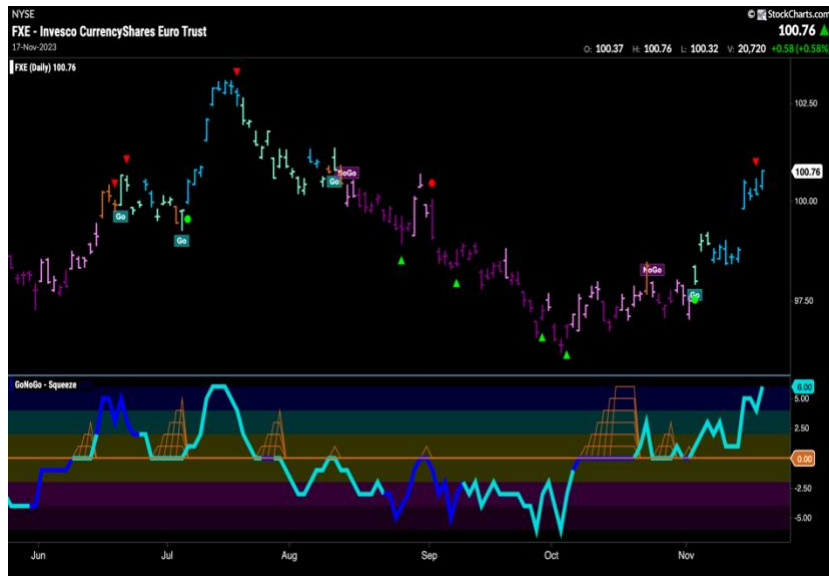 NYSE
© StockCharts.com
FXE - Invesco CurrencyShares Euro Trust
100.76
17-Nov-2023
O: 100.37 H: 100.76 L: 100.32 V: 20,720 +0.58 (+0.58%)
FXE (Daily) 100.76
102.50
100.76
100.00
97.50
Go
Go
Go
NoGo
NoGo
Go
GoNoGo - Squeeze
6.00
5.00
2.50
0.00
-2.50
-5.00
Jun Jul Aug Sep Oct Nov